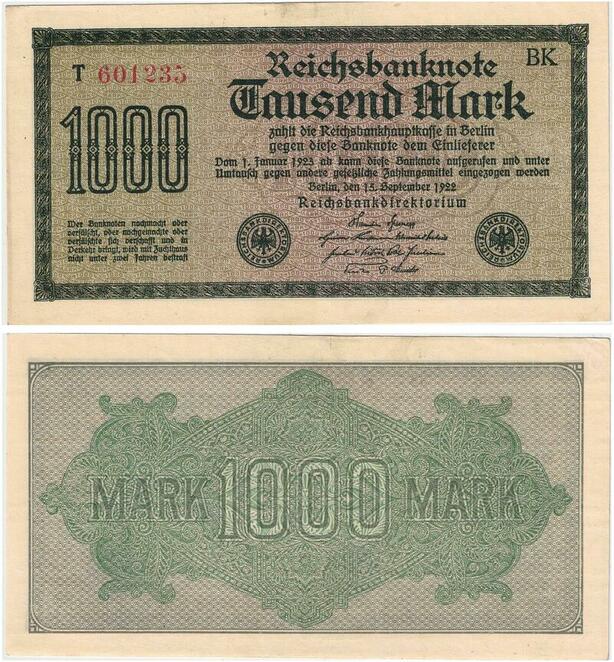 T 601235
Reichsbanknote
BK
Tausend Mark
1000
zahlt die Reichsbankhauptkasse in Berlin
gegen diese Banknote dem Einlieferer
Vom 1. Januar 1923 ab kann diese Banknote aufgerufen und unter
Umtausch gegen andere gesetzliche Zahlungsmittel eingezogen werden
Berlin, den 15. September 1922
Reichsbankdirektorium
Wer Banknoten nachmacht oder
verfälscht, oder nachgemachte oder
verfälschte sich verschafft und in
Verkehr bringt, wird mit Zuchthaus
nicht unter zwei Jahren bestraft
REICHSBANKDIREKTORIUM
REICHSBANKDIREKTORIUM
MARK 1000 MARK